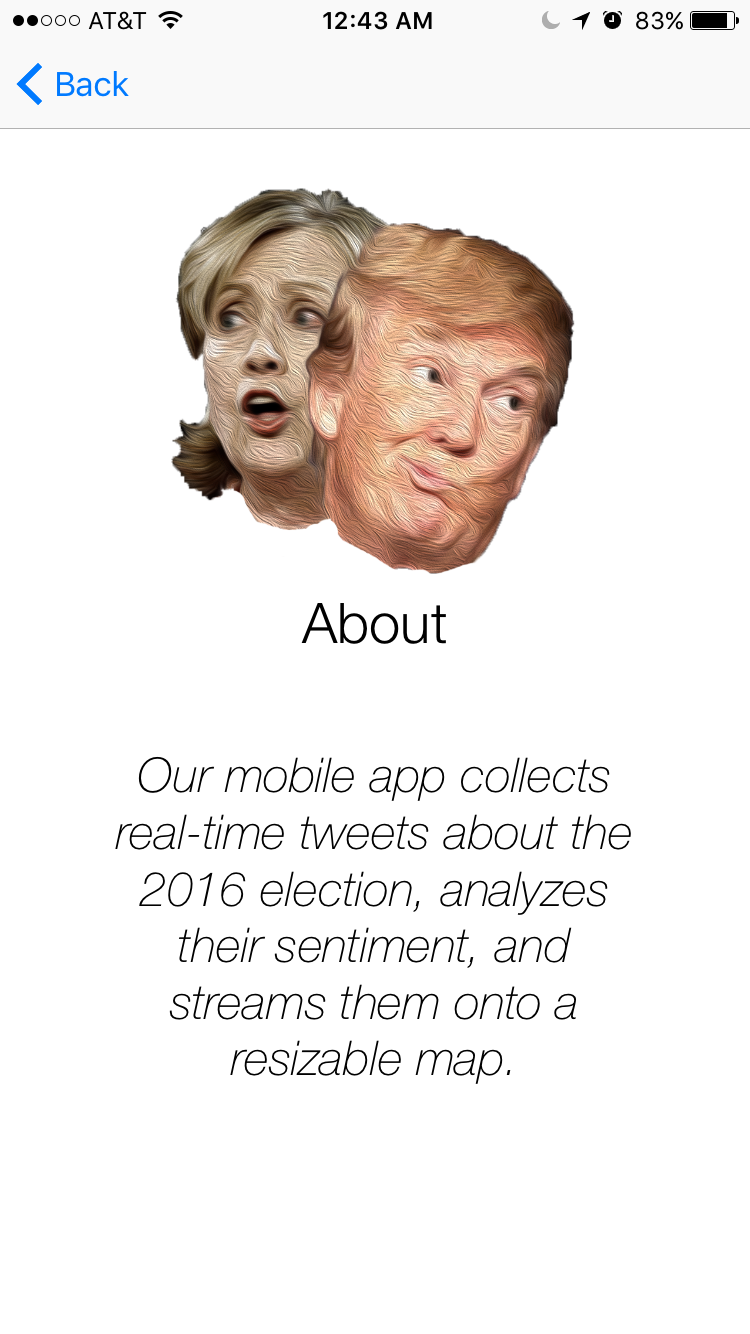 AT&T 12:43 AM 83%
Back
About
Our mobile app collects
real-time tweets about the
2016 election, analyzes
their sentiment, and
streams them onto a
resizable map.